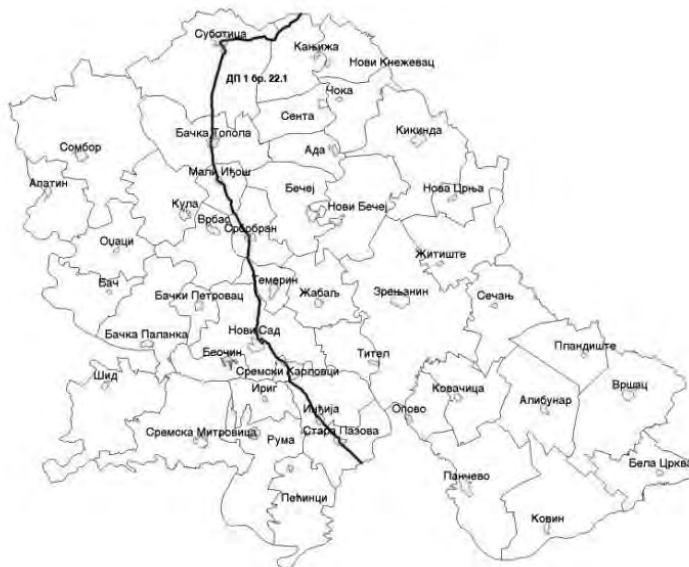 Суботица
Кањижа
Нови Кнежевац
ДП 1 бр. 22.1
Чока
Сента
Бачка Топола
Кикинда
Ада
Сомбор
Мали Иђош
Апатин
Бечеј
Нова Црња
Кула
Нови Бечеј
Врбас
Србобран
Оџаци
Житиште
Бач
Темерин
Бачки Петровац
Жабаљ
Зрењанин
Сечањ
Нови Сад
Бачка Паланка
Беочин
Тител
Пландиште
Сремски Карловци
Шид
Ириг
Ковачица
Вршац
Алибунар
Инђија
Опово
Стара Пазова
Сремска Митровица
Рума
Бела Црква
Панчево
Пећинци
Ковин